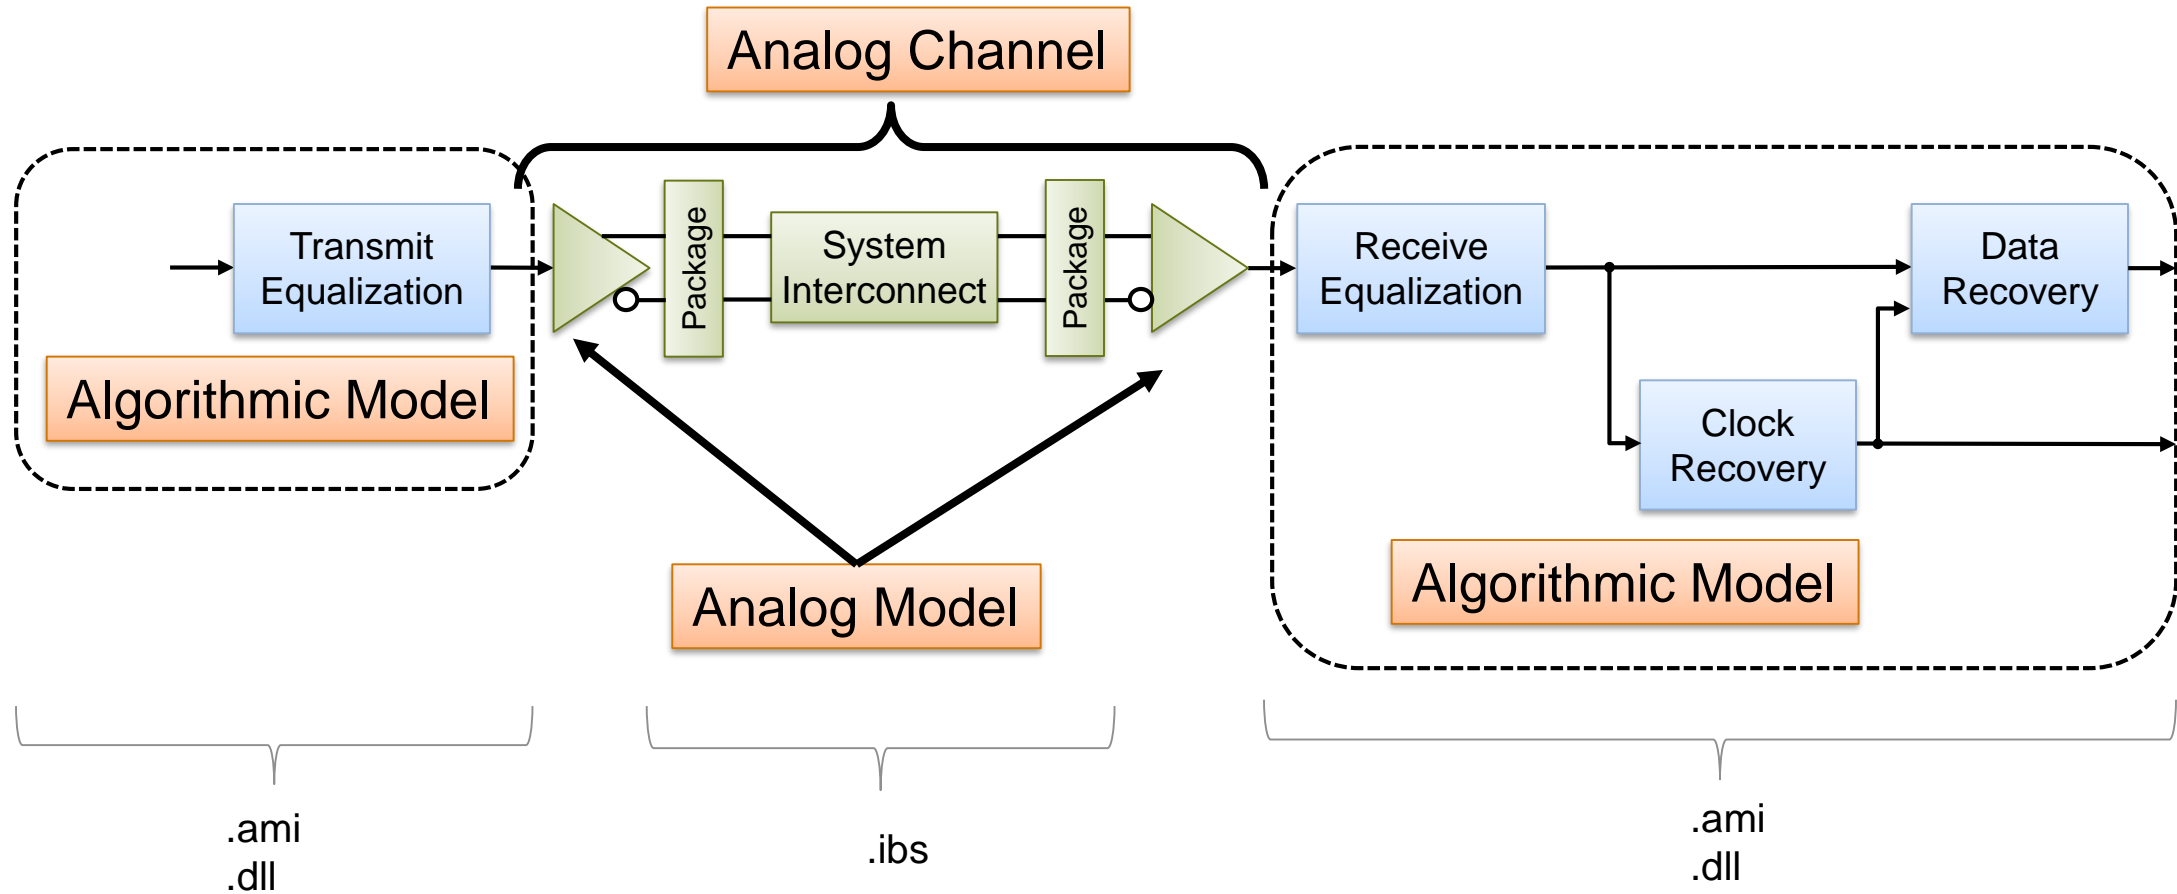 Analog Channel
Transmit
Equalization
Algorithmic Model
Package
System
Interconnect
Package
Receive
Equalization
Data
Recovery
Clock
Recovery
Analog Model
Algorithmic Model
.ami
.dll
.ibs
.ami
.dll